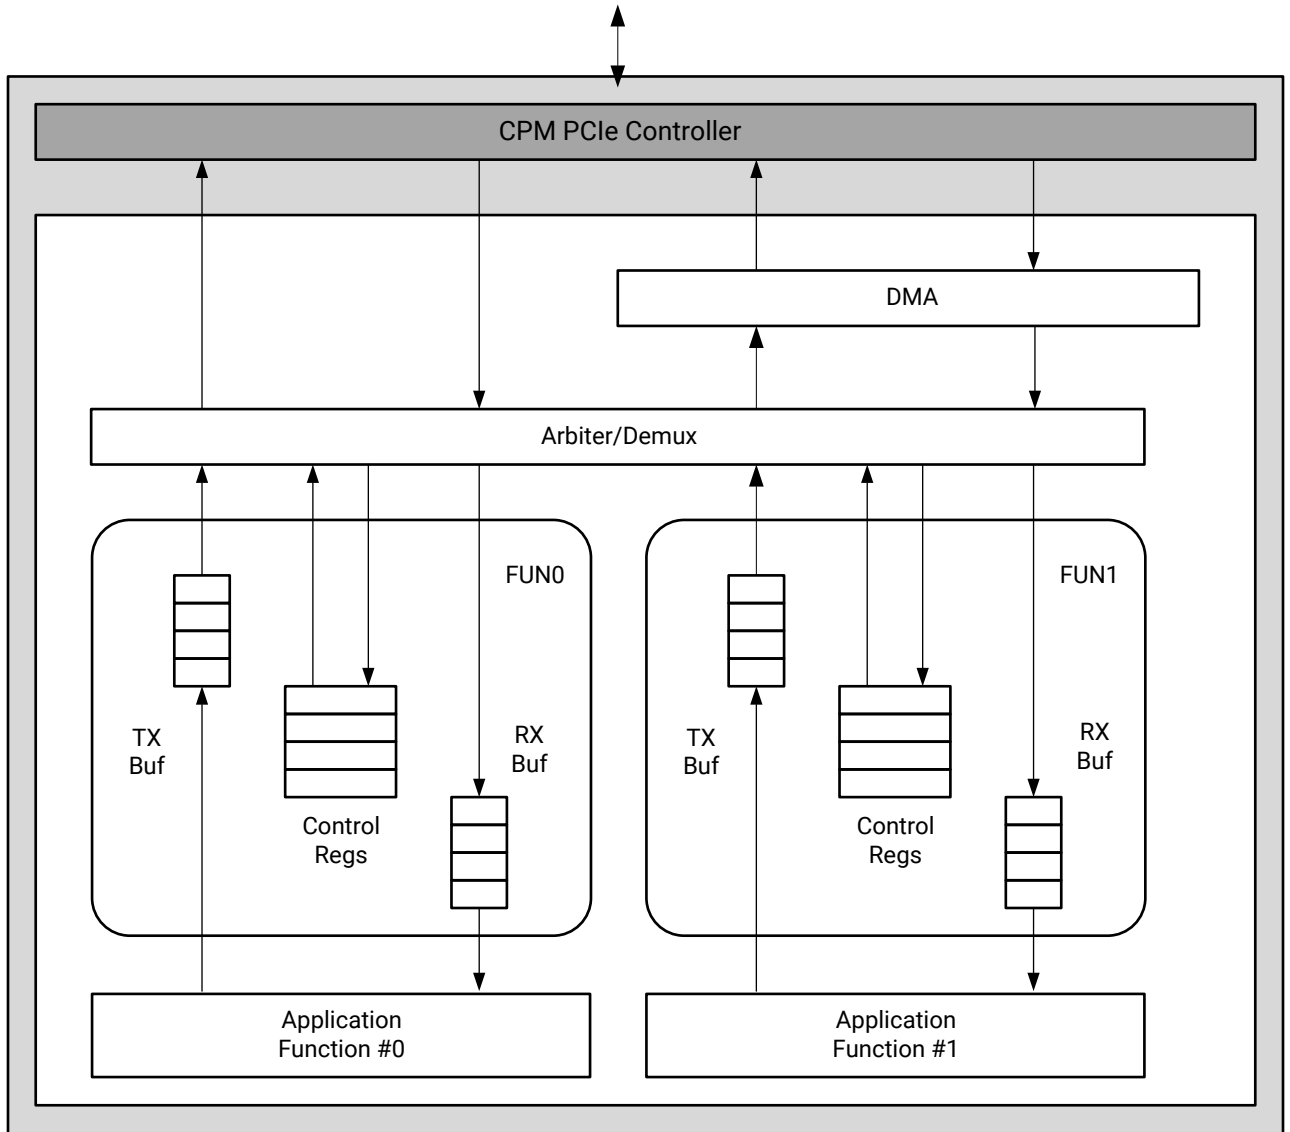 CPM PCIe Controller
DMA
Arbiter/Demux
FUN0
TX
Buf
Control
Regs
RX
Buf
FUN1
TX
Buf
Control
Regs
RX
Buf
Application
Function #0
Application
Function #1